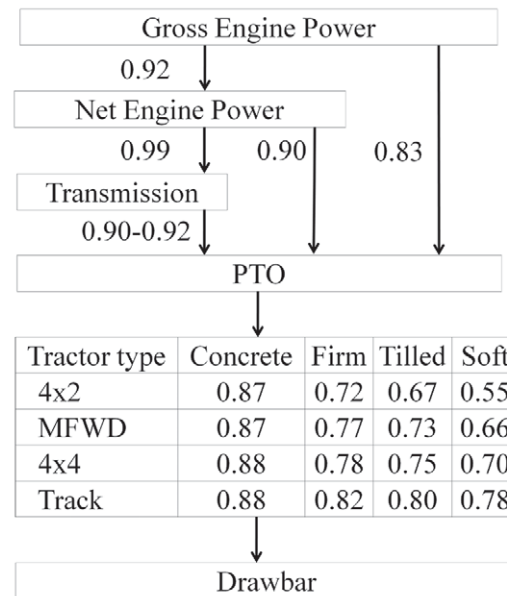 Gross Engine Power
0.92
Net Engine Power
0.99 0.90 0.83
Transmission
0.90-0.92
PTO
Tractor type Concrete Firm Tilled Soft
4x2 0.87 0.72 0.67 0.55
MFWD 0.87 0.77 0.73 0.66
4x4 0.88 0.78 0.75 0.70
Track 0.88 0.82 0.80 0.78
Drawbar